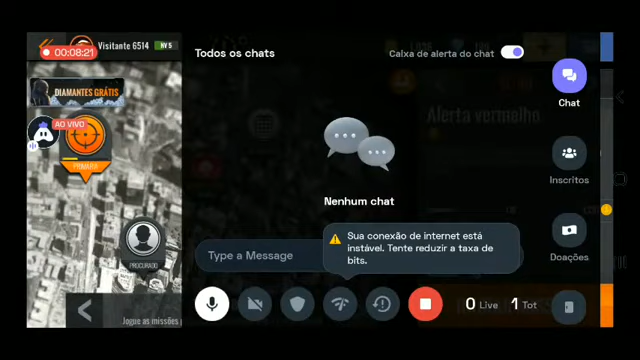 Visitante 6514
NV 5
00:08:21
DIAMANTES GRÁTIS
AO VIVO
PRIMÁRIA
PROCURADO
Jogue as missões
Todos os chats
Caixa de alerta do chat
Alerta vermelho
Nenhum chat
Type a Message
Sua conexão de internet está
instável. Tente reduzir a taxa de
bits.
0 Live 1 Tot
Chat
Inscritos
Doações